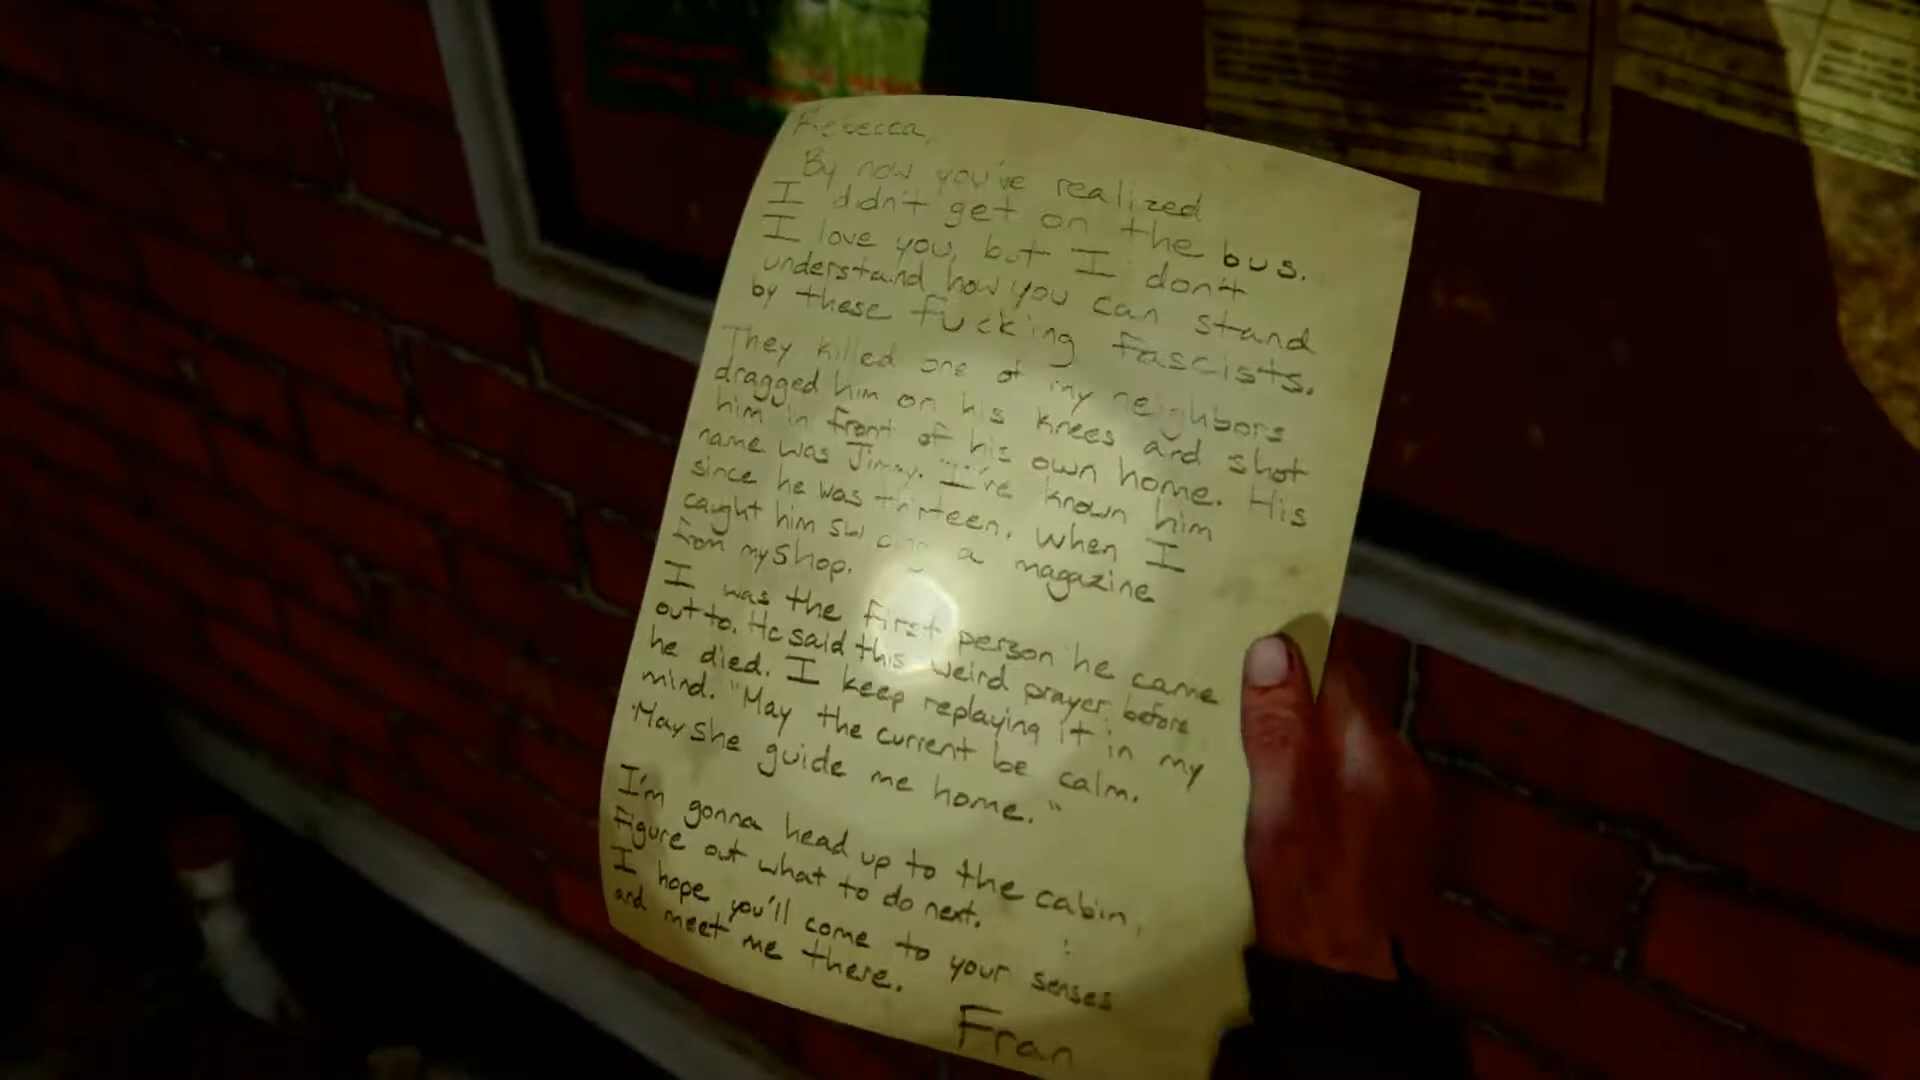 Rebecca,
By now you've realized
I didn't get on the bus.
I love you, but I don't
understand how you can stand
by these fucking fascists.
They killed one of my neighbors
dragged him on his knees and shot
him in front of his own home. His
name was Jimmy. I've known him
since he was thirteen. When I
caught him a magazine
from my shop.
I was the first person he came
out to. He said this weird prayer before
he died. I keep replaying it in my
mind. "May the current be calm.
May she guide me home."
I'm gonna head up to the cabin,
figure out what to do next.
I hope you'll come to your senses
and meet me there.
Fran